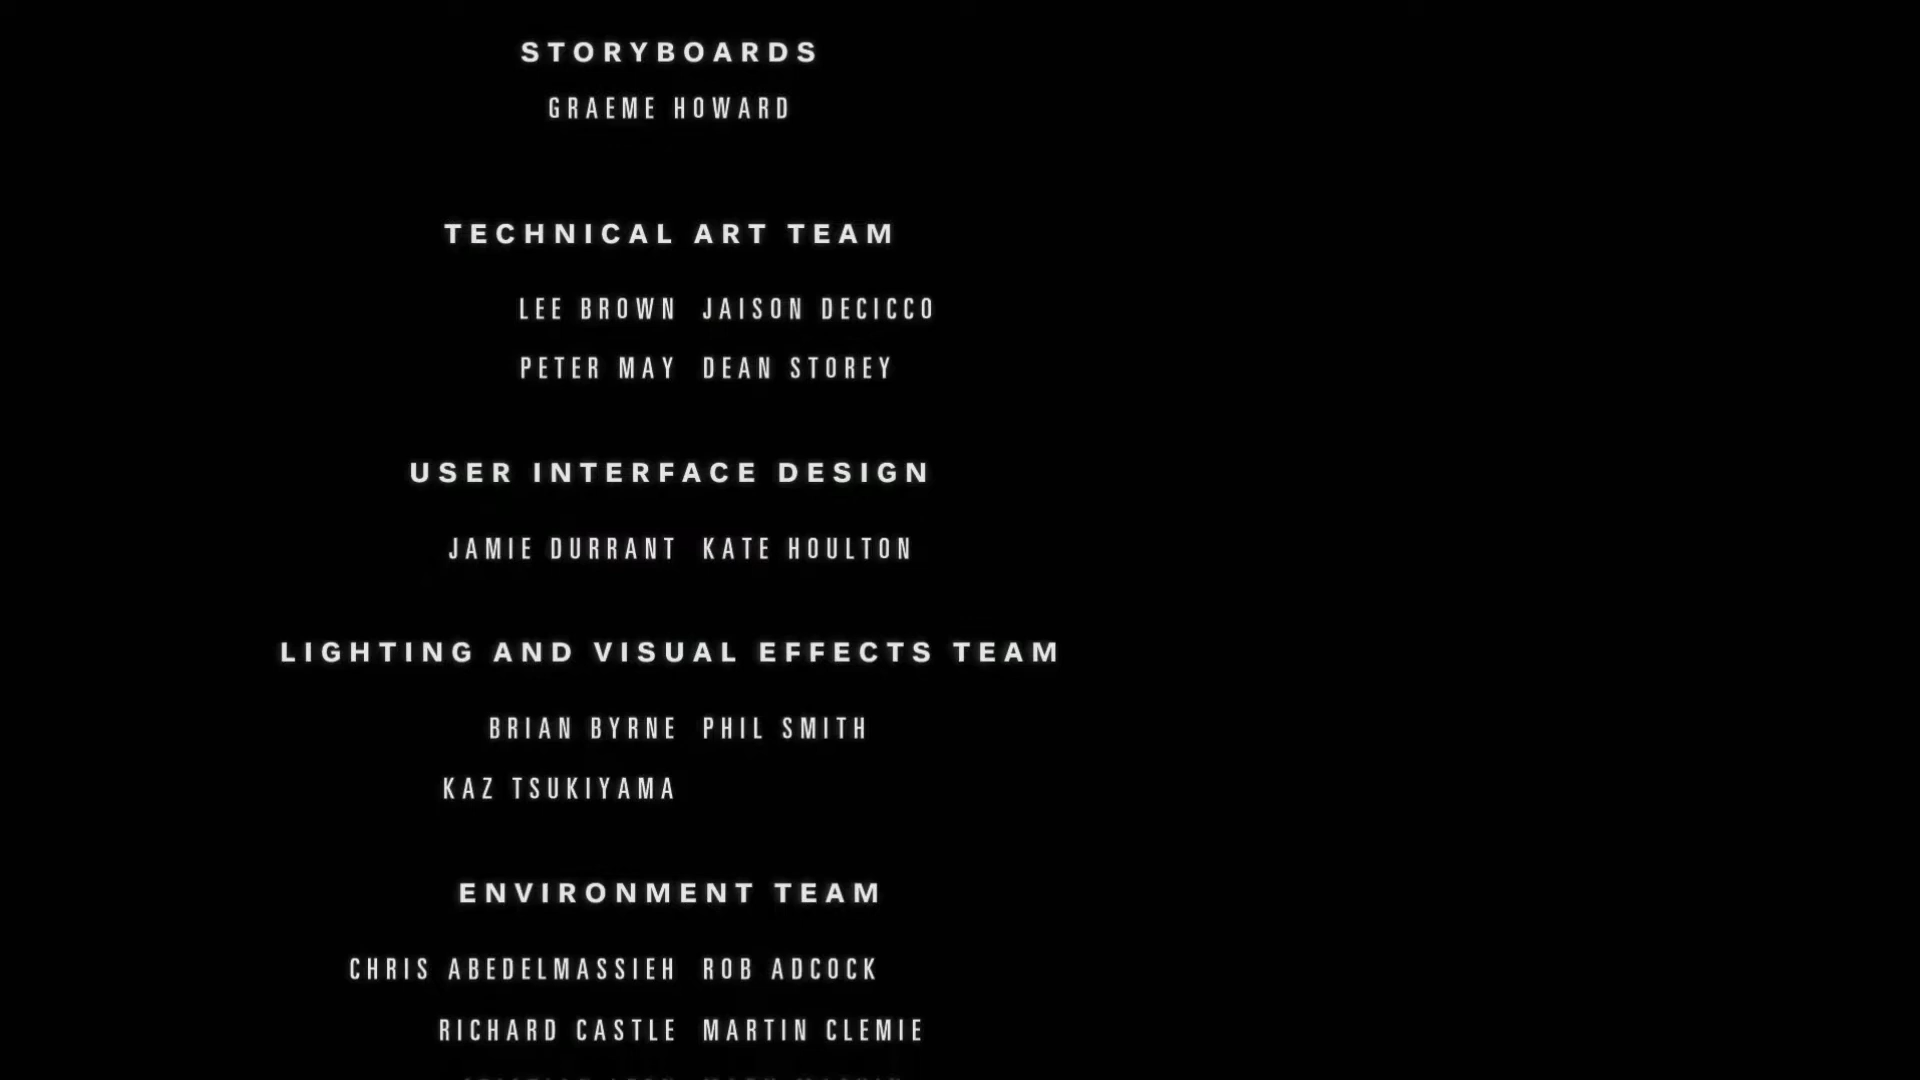 STORYBOARDS
GRAEME HOWARD
TECHNICAL ART TEAM
LEE BROWN JAISON DECICCO
PETER MAY DEAN STOREY
USER INTERFACE DESIGN
JAMIE DURRANT KATE HOULTON
LIGHTING AND VISUAL EFFECTS TEAM
BRIAN BYRNE PHIL SMITH
KAZ TSUKIYAMA
ENVIRONMENT TEAM
CHRIS ABEDELMASSIEH ROB ADCOCK
RICHARD CASTLE MARTIN CLEMIE